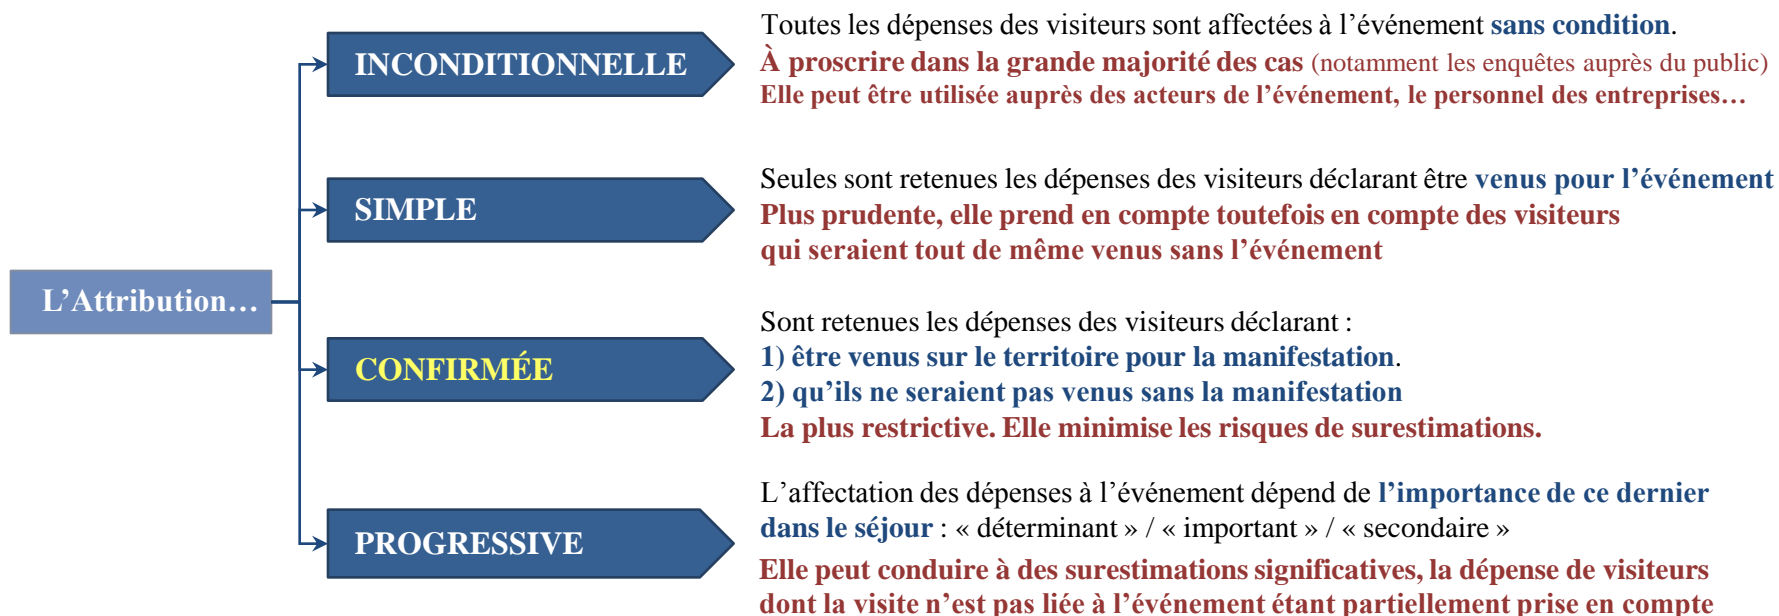 L'Attribution…
INCONDITIONNELLE
Toutes les dépenses des visiteurs sont affectées à l'événement sans condition.
À proscrire dans la grande majorité des cas (notamment les enquêtes auprès du public)
Elle peut être utilisée auprès des acteurs de l'événement, le personnel des entreprises…
SIMPLE
Seules sont retenues les dépenses des visiteurs déclarant être venus pour l'événement
Plus prudente, elle prend en compte toutefois en compte des visiteurs
qui seraient tout de même venus sans l'événement
CONFIRMÉE
Sont retenues les dépenses des visiteurs déclarant :
1) être venus sur le territoire pour la manifestation.
2) qu'ils ne seraient pas venus sans la manifestation
La plus restrictive. Elle minimise les risques de surestimations.
PROGRESSIVE
L'affectation des dépenses à l'événement dépend de l'importance de ce dernier
dans le séjour : « déterminant » / « important » / « secondaire »
Elle peut conduire à des surestimations significatives, la dépense de visiteurs
dont la visite n'est pas liée à l'événement étant partiellement prise en compte